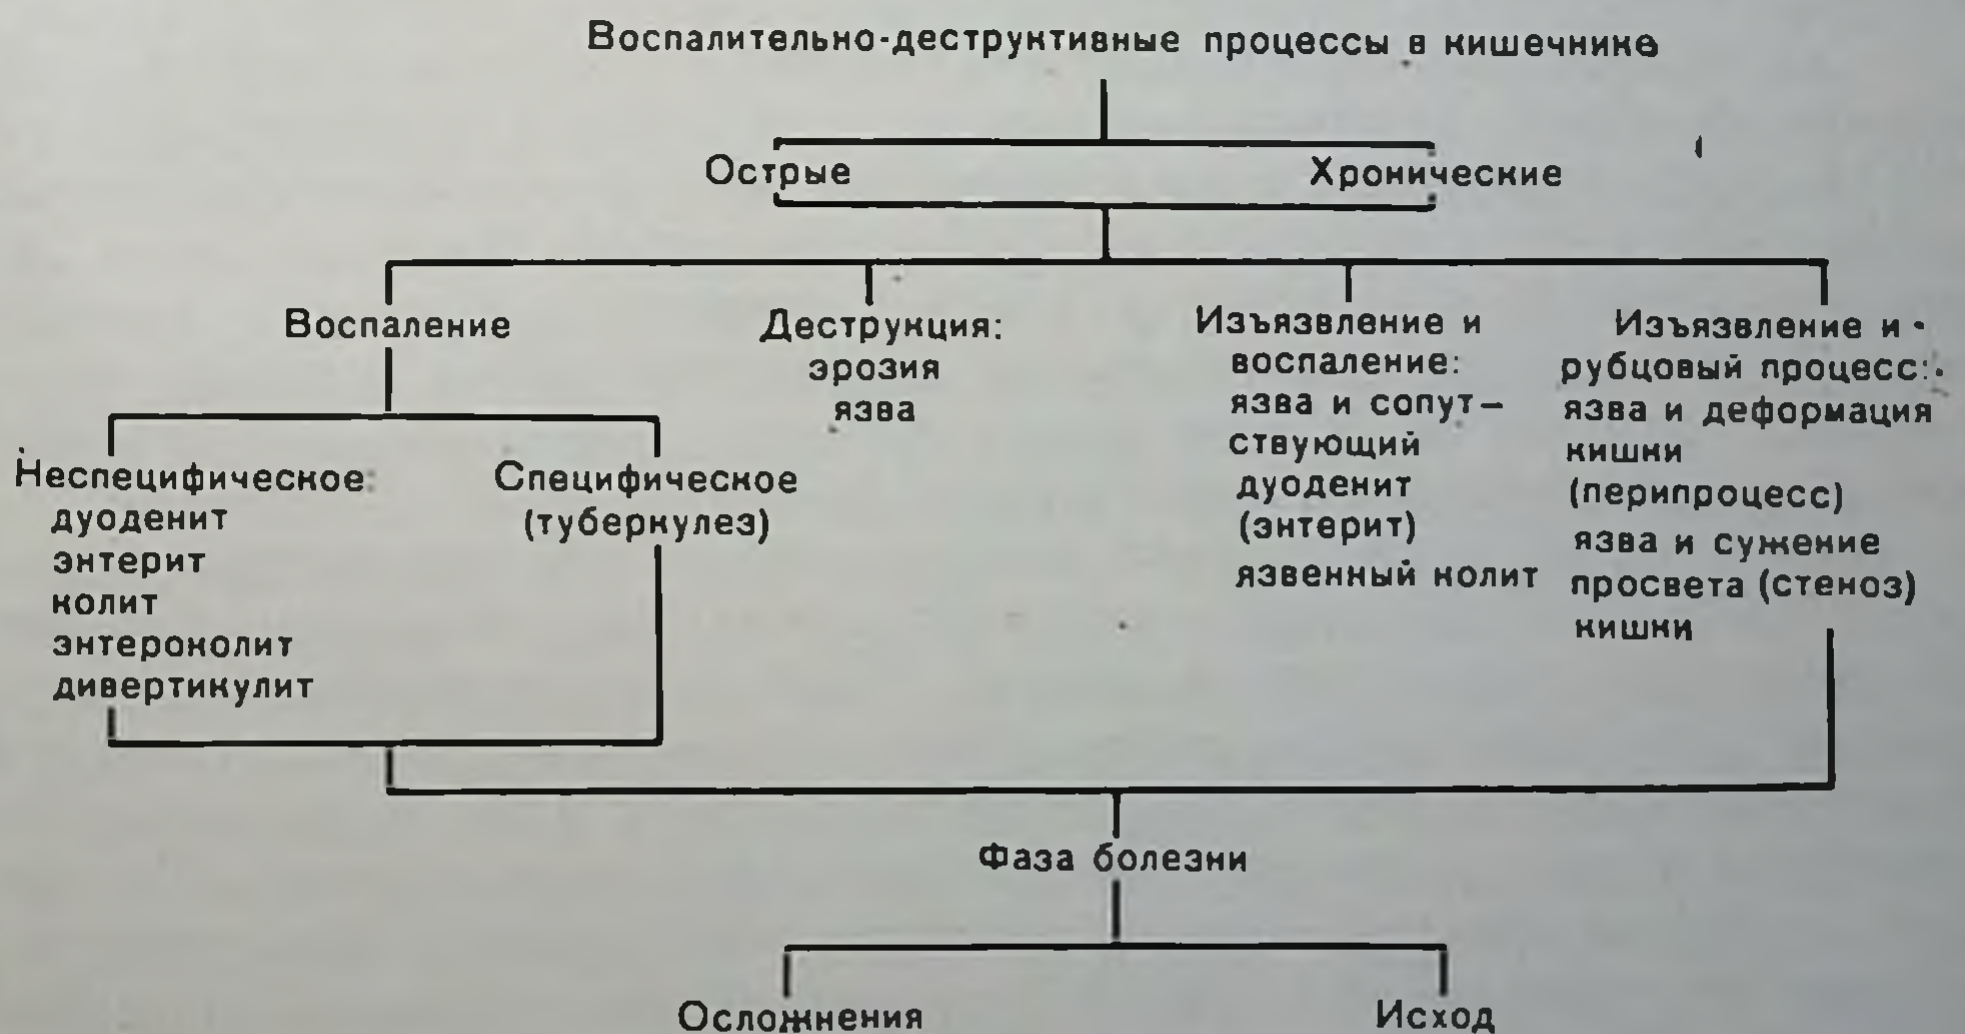 Воспалительно-деструктивные процессы в кишечнике
Острые
Хронические
Воспаление
Деструкция:
эрозия
язва
Изъязвление и
воспаление:
язва и сопут—
ствующий
дуоденит
(энтерит)
язвенный колит
Изъязвление и
рубцовый процесс:
язва и деформация
кишки
(перипроцесс)
язва и сужение
просвета (стеноз)
кишки
Неспецифическое:
дуоденит
энтерит
колит
энтероколит
дивертикулит
Специфическое
(туберкулез)
Фаза болезни
Осложнения
Исход